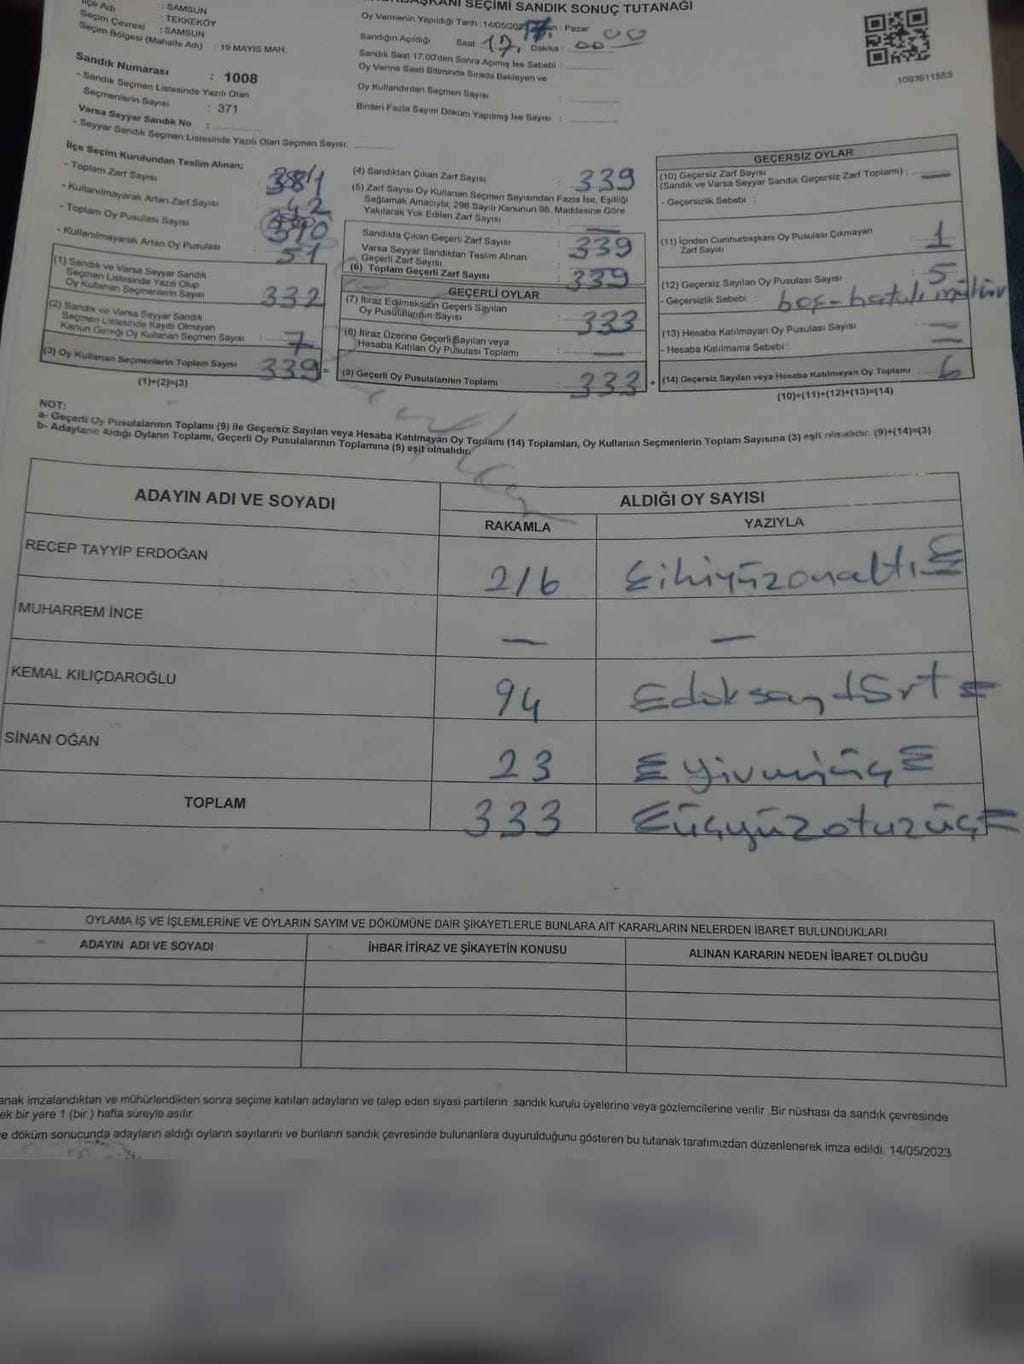 KANI SEÇİMİ SANDIK SONUÇ TUTANAĞI
: SAMSUN
İlçe Adı : TEKKEKÖY
Seçim Çevresi : SAMSUN
Seçim Bölgesi (Mahalle Adı) : 19 MAYIS MAH.
Sandık Numarası : 1008
- Sandık Seçmen Listesinde Yazılı Olan
Seçmenlerin Sayısı : 371
Varsa Seyyar Sandık No :
- Seyyar Sandık Seçmen Listesinde Yazılı Olan Seçmen Sayısı:
Oy Vermenin Yapıldığı Tarih :14/05/202 : Pazar
Sandığın Açıldığı Saat : 17. Dakika : 00
Sandık Saat 17:00'den Sonra Açılmış İse Sebebi :
Oy Verme Saati Bitiminde Sırada Bekleyen ve
Oy Kullandırılan Seçmen Sayısı :
Birden Fazla Sayım Döküm Yapılmış İse Sayısı :
1093611553
İlçe Seçim Kurulundan Teslim Alınan;
- Toplam Zarf Sayısı 381
- Kullanılmayarak Artan Zarf Sayısı 42
- Toplam Oy Pusulası Sayısı 390
- Kullanılmayarak Artan Oy Pusulası 51
(1) Sandık ve Varsa Seyyar Sandık
Seçmen Listesinde Yazılı Olup
Oy Kullanan Seçmenlerin Sayısı 332
(2) Sandık ve Varsa Seyyar Sandık
Seçmen Listesinde Kayıtlı Olmayan
Kanun Gereği Oy Kullanan Seçmen Sayısı 7
(3) Oy Kullanan Seçmenlerin Toplam Sayısı 339
(1)+(2)=(3)
(4) Sandıktan Çıkan Zarf Sayısı 339
(5) Zarf Sayısı Oy Kullanan Seçmen Sayısından Fazla İse, Eşitliği
Sağlamak Amacıyla, 298 Sayılı Kanunun 98. Maddesine Göre
Yakılarak Yok Edilen Zarf Sayısı —
Sandıkta Çıkan Geçerli Zarf Sayısı : 339
Varsa Seyyar Sandıktan Teslim Alınan
Geçerli Zarf Sayısı
(6) Toplam Geçerli Zarf Sayısı : 339
GEÇERLİ OYLAR
(7) İtiraz Edilmeksizin Geçerli Sayılan
Oy Pusulalarının Sayısı : 333
(8) İtiraz Üzerine Geçerli Sayılan veya
Hesaba Katılan Oy Pusulası Toplamı : —
(9) Geçerli Oy Pusulalarının Toplamı : 333
GEÇERSİZ OYLAR
(10) Geçersiz Zarf Sayısı
(Sandık ve Varsa Seyyar Sandık Geçersiz Zarf Toplamı) : —
- Geçersizlik Sebebi :
(11) İçinden Cumhurbaşkanı Oy Pusulası Çıkmayan
Zarf Sayısı : 1
(12) Geçersiz Sayılan Oy Pusulası Sayısı : 5
- Geçersizlik Sebebi : boş-hatalı mühür
(13) Hesaba Katılmayan Oy Pusulası Sayısı : —
- Hesaba Katılmama Sebebi : —
(14) Geçersiz Sayılan veya Hesaba Katılmayan Oy Toplamı : 6
(10)+(11)+(12)+(13)=(14)
NOT:
a- Geçerli Oy Pusulalarının Toplamı (9) ile Geçersiz Sayılan veya Hesaba Katılmayan Oy Toplamı (14) Toplamları, Oy Kullanan Seçmenlerin Toplam Sayısına (3) eşit olmalıdır. (9)+(14)=(3)
b- Adayların Aldığı Oyların Toplamı, Geçerli Oy Pusulalarının Toplamına (9) eşit olmalıdır.
ADAYIN ADI VE SOYADI
ALDIĞI OY SAYISI
RAKAMLA YAZIYLA
RECEP TAYYİP ERDOĞAN 216 ikiyüzonaltı
MUHARREM İNCE — —
KEMAL KILIÇDAROĞLU 94 doksandört
SİNAN OĞAN 23 yirmiüç
TOPLAM 333 üçyüzotuzüç
OYLAMA İŞ VE İŞLEMLERİNE VE OYLARIN SAYIM VE DÖKÜMÜNE DAİR ŞİKAYETLERLE BUNLARA AİT KARARLARIN NELERDEN İBARET BULUNDUKLARI
ADAYIN ADI VE SOYADI İHBAR İTİRAZ VE ŞİKAYETİN KONUSU ALINAN KARARIN NEDEN İBARET OLDUĞU
anak imzalandıktan ve mühürlendikten sonra seçime katılan adayların ve talep eden siyasi partilerin sandık kurulu üyelerine veya gözlemcilerine verilir .Bir nüshası da sandık çevresinde
ek bir yere 1 (bir ) hafta süreyle asılır.
e döküm sonucunda adayların aldığı oyların sayılarını ve bunların sandık çevresinde bulunanlara duyurulduğunu gösteren bu tutanak tarafımızdan düzenlenerek imza edildi. 14/05/2023